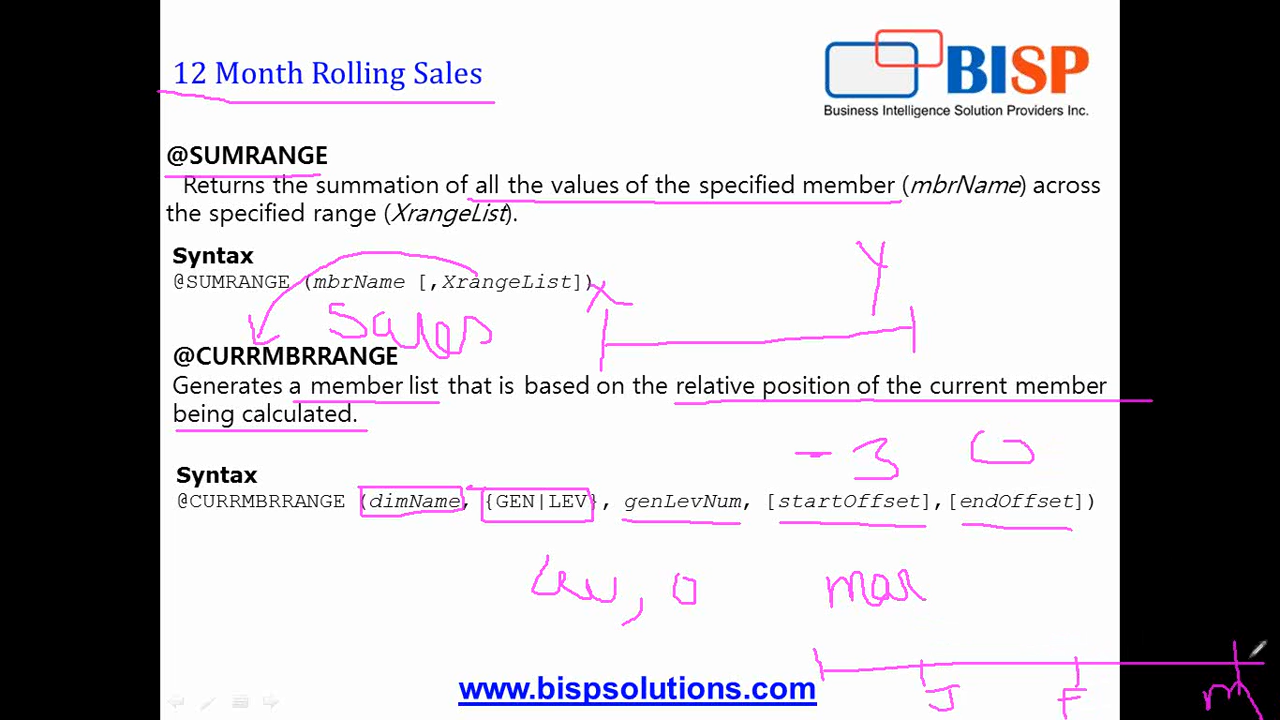 12 Month Rolling Sales
BISP
Business Intelligence Solution Providers Inc.
@SUMRANGE
Returns the summation of all the values of the specified member (mbrName) across
the specified range (XrangeList).
Syntax
@SUMRANGE (mbrName [,XrangeList])
X
Y
Sales
@CURRMBRRANGE
Generates a member list that is based on the relative position of the current member
being calculated.
-3 0
Syntax
@CURRMBRRANGE (dimName, {GEN|LEV}, genLevNum, [startOffset],[endOffset])
Lev, 0 mar
J F m
www.bispsolutions.com